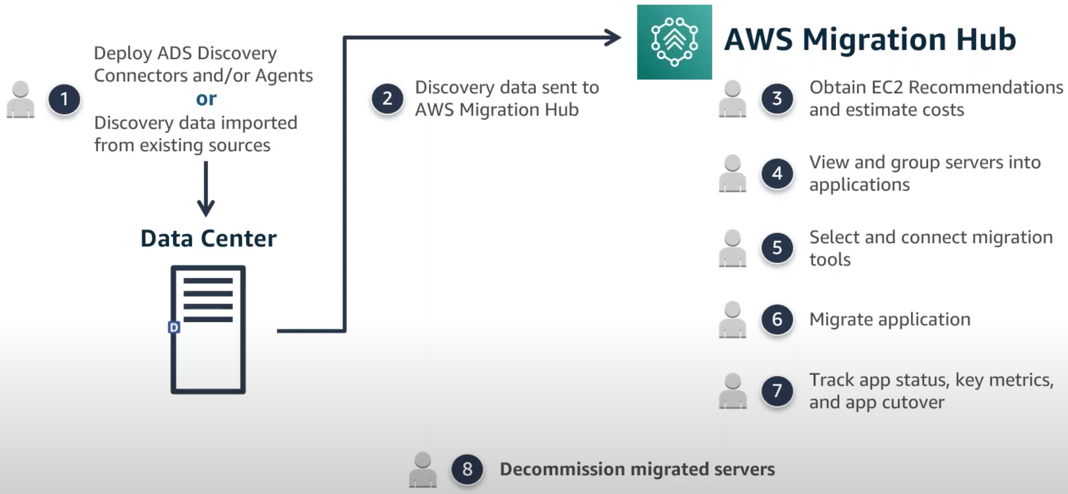 1
Deploy ADS Discovery
Connectors and/or Agents
or
Discovery data imported
from existing sources
Data Center
D
2
Discovery data sent to
AWS Migration Hub
AWS Migration Hub
3
Obtain EC2 Recommendations
and estimate costs
4
View and group servers into
applications
5
Select and connect migration
tools
6
Migrate application
7
Track app status, key metrics,
and app cutover
8
Decommission migrated servers